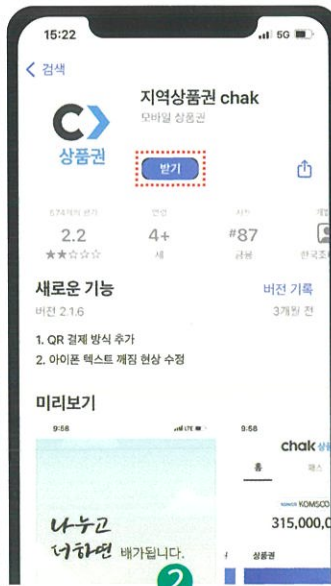 15:22
5G
검색
지역상품권 chak
모바일 상품권
상품권
받기
연령
2.2
4+
#87
★★☆☆☆
세
금융
새로운 기능
버전 기록
버전 2.1.6
3개월 전
1. QR 결제 방식 추가
2. 아이폰 텍스트 깨짐 현상 수정
미리보기
9:58
LTE
9:58
chak
홈
나누고
더하면 배가됩니다.
KOMSCO
315,000,0
상품권
2